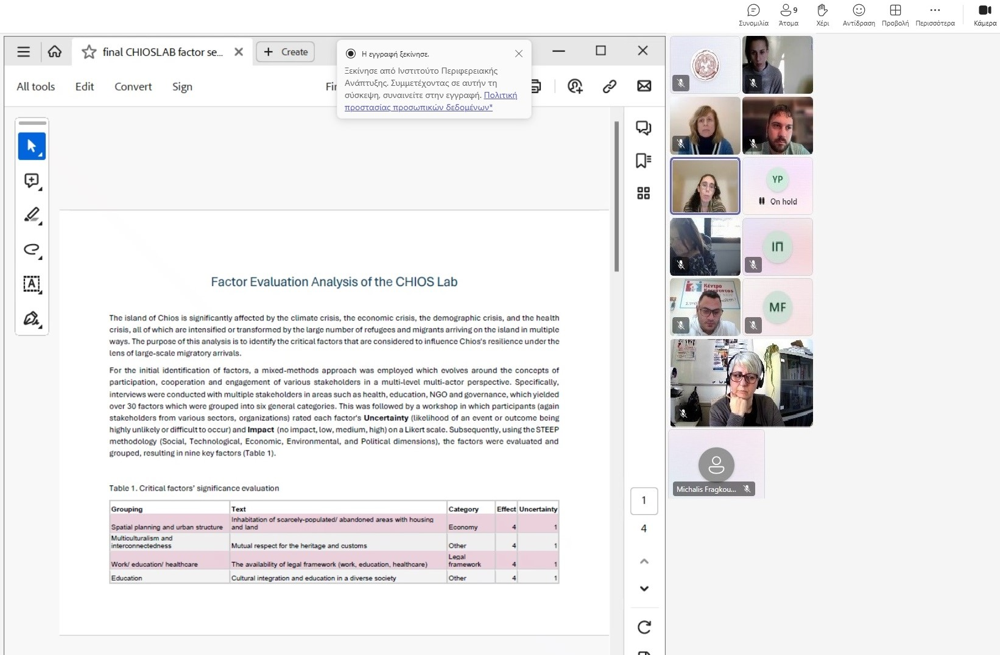 Συνομιλία
9
Άτομα
Χέρι
Αντίδραση
Προβολή
Περισσότερα
Κάμερα
final CHIOSLAB factor se...
Create
All tools
Edit
Convert
Sign
Fin
Η εγγραφή ξεκίνησε.
Ξεκίνησε από Ινστιτούτο Περιφερειακής
Ανάπτυξης. Συμμετέχοντας σε αυτήν τη
σύσκεψη, συναινείτε στην εγγραφή. Πολιτική
προστασίας προσωπικών δεδομένων*
Factor Evaluation Analysis of the CHIOS Lab
The island of Chios is significantly affected by the climate crisis, the economic crisis, the demographic crisis, and the health
crisis, all of which are intensified or transformed by the large number of refugees and migrants arriving on the island in multiple
ways. The purpose of this analysis is to identify the critical factors that are considered to influence Chios's resilience under the
lens of large-scale migratory arrivals.
For the initial identification of factors, a mixed-methods approach was employed which evolves around the concepts of
participation, cooperation and engagement of various stakeholders in a multi-level multi-actor perspective. Specifically,
interviews were conducted with multiple stakeholders in areas such as health, education, NGO and governance, which yielded
over 30 factors which were grouped into six general categories. This was followed by a workshop in which participants (again
stakeholders from various sectors, organizations) rated each factor's Uncertainty (likelihood of an event or outcome being
highly unlikely or difficult to occur) and Impact (no impact, low, medium, high) on a Likert scale. Subsequently, using the STEEP
methodology (Social, Technological, Economic, Environmental, and Political dimensions), the factors were evaluated and
grouped, resulting in nine key factors (Table 1).
Table 1. Critical factors' significance evaluation
Grouping Text Category Effect Uncertainty
Inhabitation of scarcely-populated/ abandoned areas with housing
Spatial planning and urban structure and land Economy 4 1
Multiculturalism and
interconnectedness Mutual respect for the heritage and customs Other 4 1
Legal
Work/ education/ healthcare The availability of legal framework (work, education, healthcare) framework 4 1
Education Cultural integration and education in a diverse society Other 4 1
1
4
A
YP
On hold
ΙΠ
Κέντρο
Κοινότητας
MF
Michalis Fragkou...